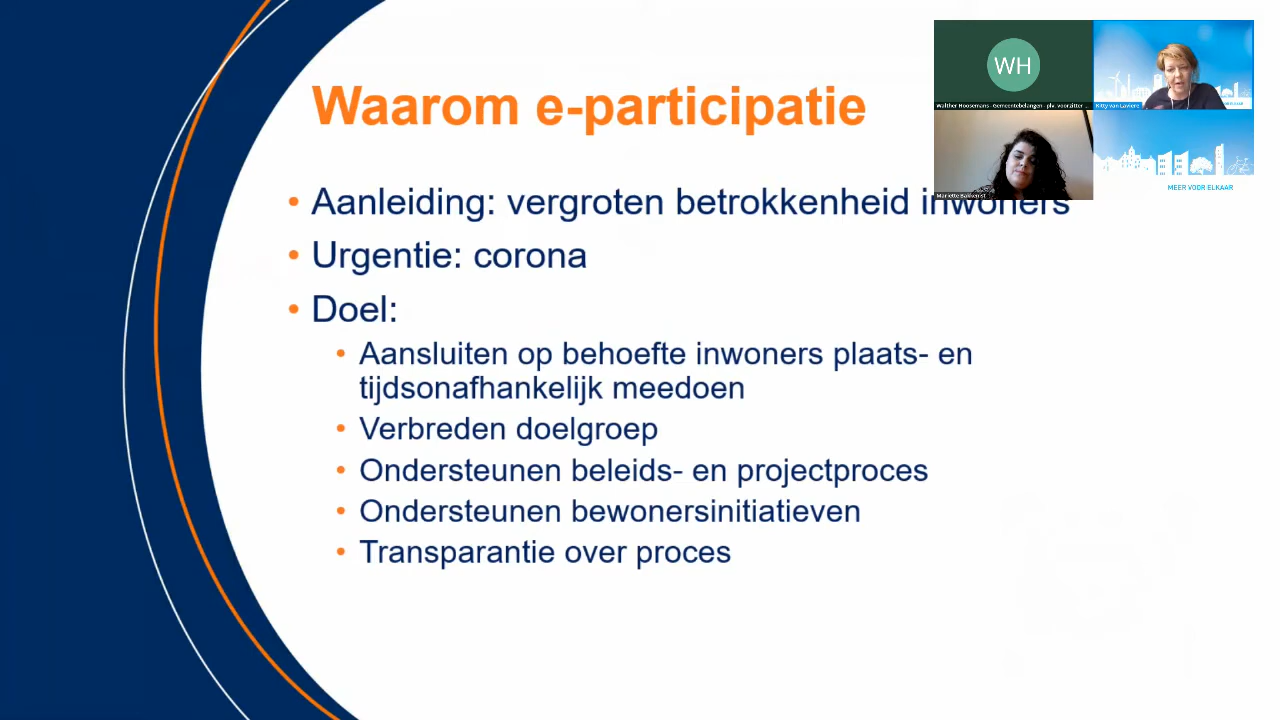 Waarom e-participatie
• Aanleiding: vergroten betrokkenheid inwoners
• Urgentie: corona
• Doel:
• Aansluiten op behoefte inwoners plaats- en
tijdsonafhankelijk meedoen
• Verbreden doelgroep
• Ondersteunen beleids- en projectproces
• Ondersteunen bewonersinitiatieven
• Transparantie over proces
WH
Walther Hoosemans - Gemeentebelangen - plv. voorzitter
Kitty van Laviere
ELKAAR
MEER VOOR ELKAAR